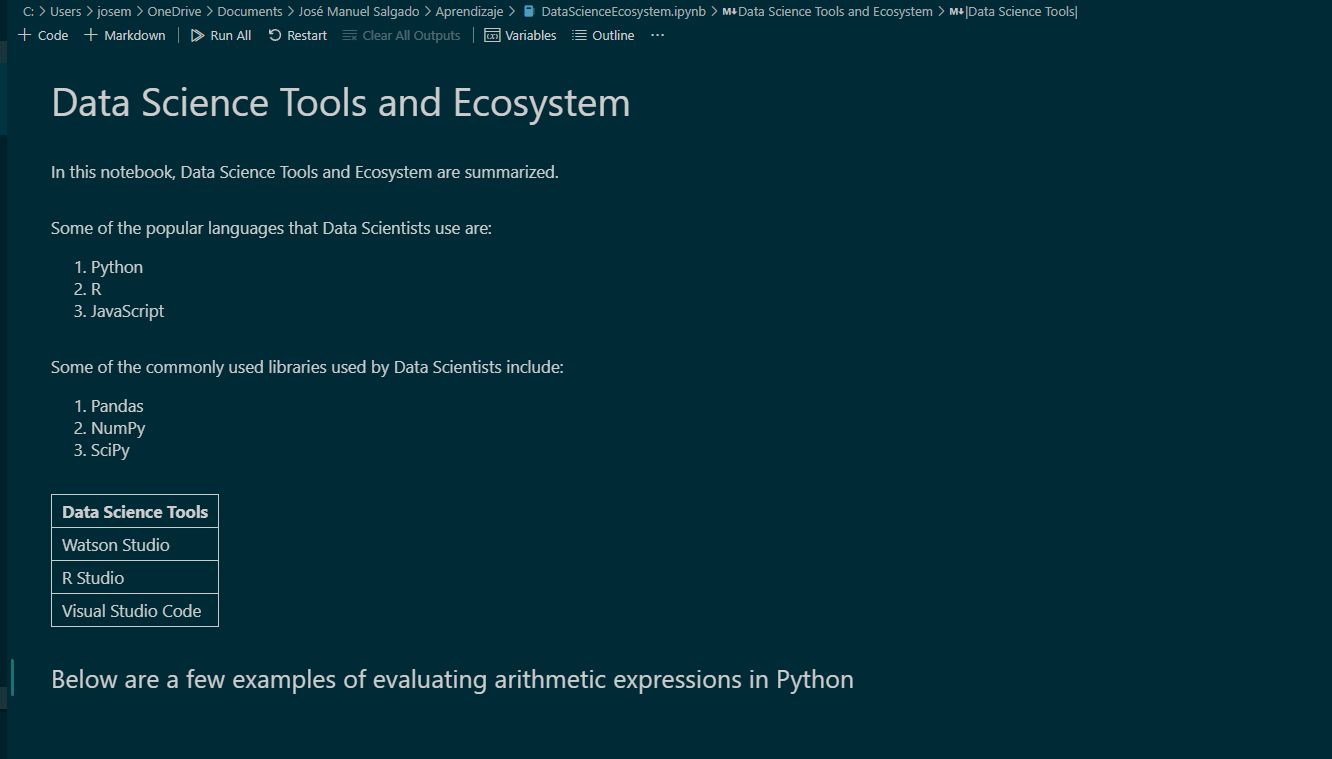 C: > Users > josem > OneDrive > Documents > José Manuel Salgado > Aprendizaje > DataScienceEcosystem.ipynb > M↓Data Science Tools and Ecosystem > M↓|Data Science Tools|
+ Code + Markdown | Run All Restart Clear All Outputs | Variables Outline ···
Data Science Tools and Ecosystem
In this notebook, Data Science Tools and Ecosystem are summarized.
Some of the popular languages that Data Scientists use are:
1. Python
2. R
3. JavaScript
Some of the commonly used libraries used by Data Scientists include:
1. Pandas
2. NumPy
3. SciPy
Data Science Tools
Watson Studio
R Studio
Visual Studio Code
Below are a few examples of evaluating arithmetic expressions in Python